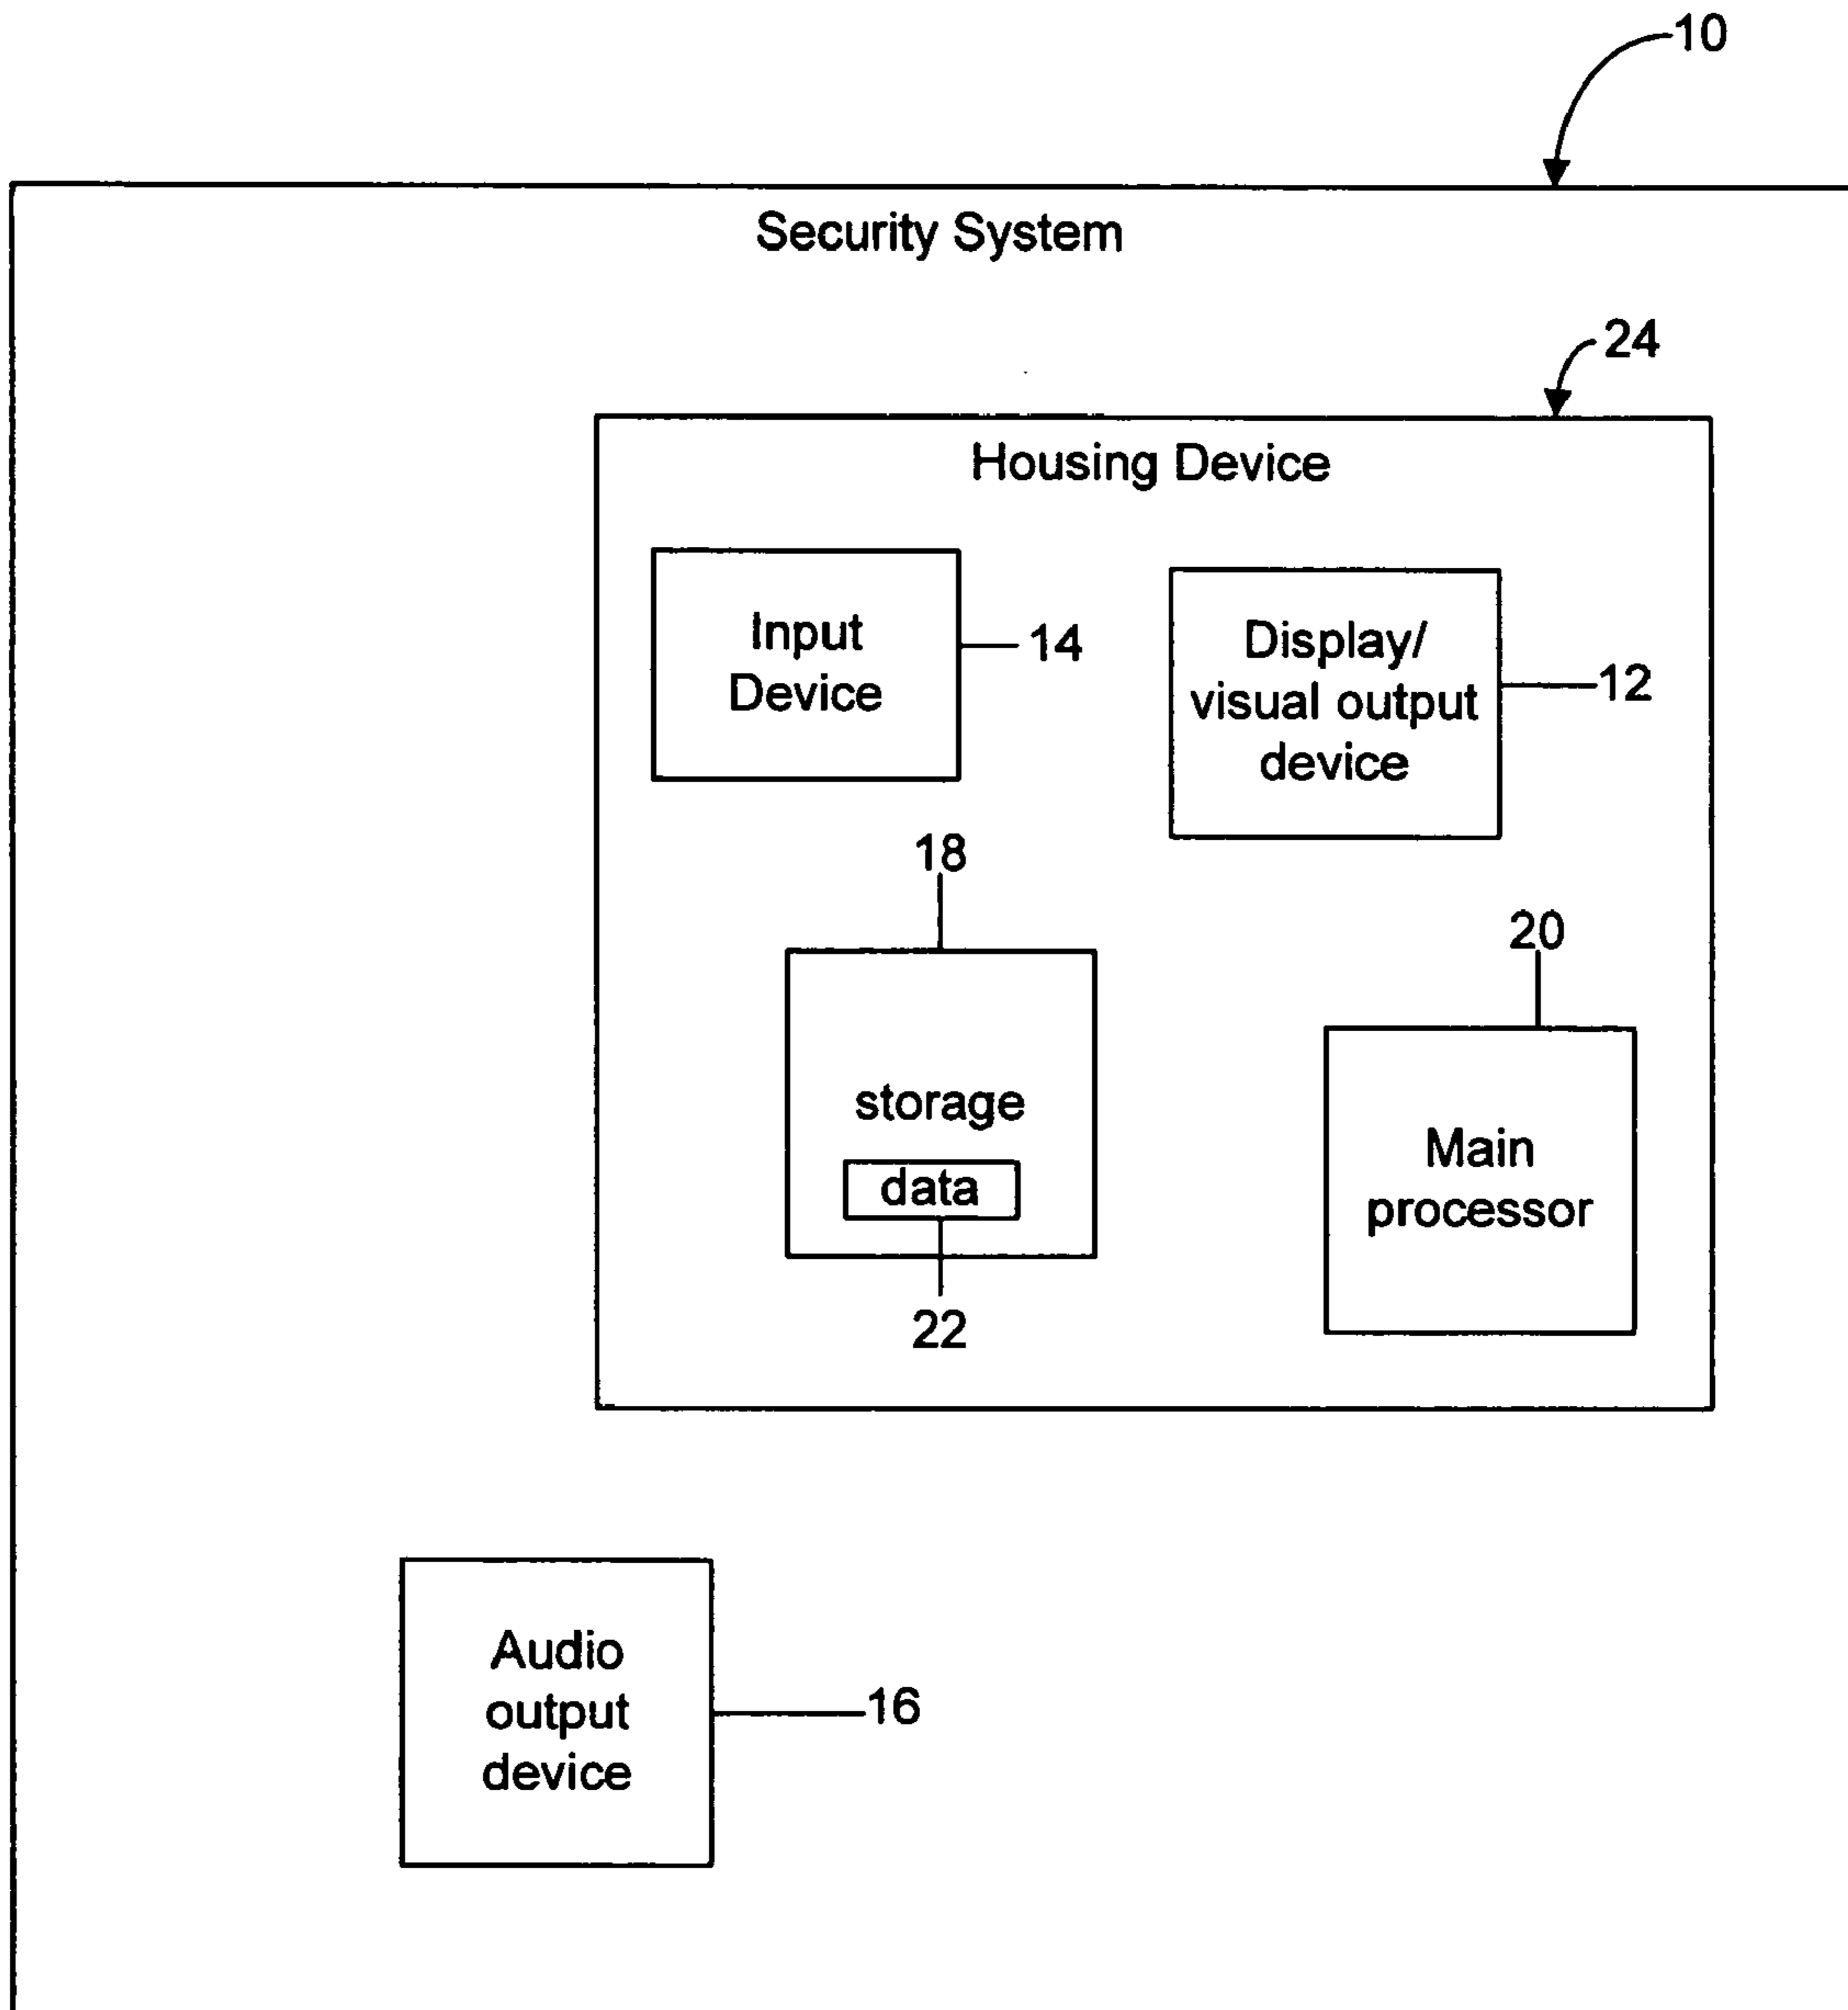 10
Security System
24
Housing Device
Input
Device
14
Display/
visual output
device
12
18
storage
data
22
20
Main
processor
Audio
output
device
16